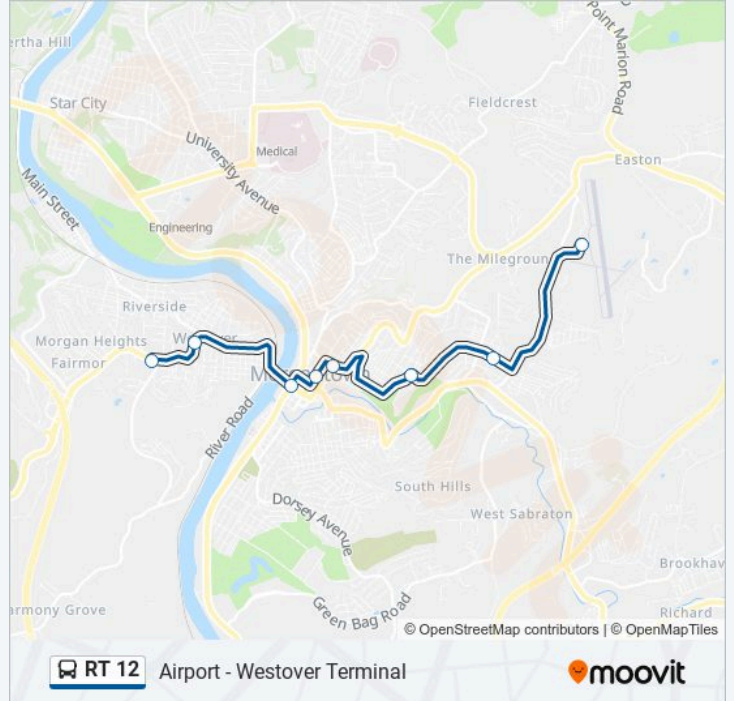 ertha Hill
Point Marion Road
Star City
Fieldcrest
University Avenue
Medical
Easton
Main Street
Engineering
The Milegroun
Riverside
Morgan Heights
We
over
Fairmor
M
n
River Road
South Hills
Dorsey Avenue
West Sabraton
Brookhav
Green Bag Road
armony Grove
Richard
© OpenStreetMap contributors | © OpenMapTiles
RT 12
Airport - Westover Terminal
moovit